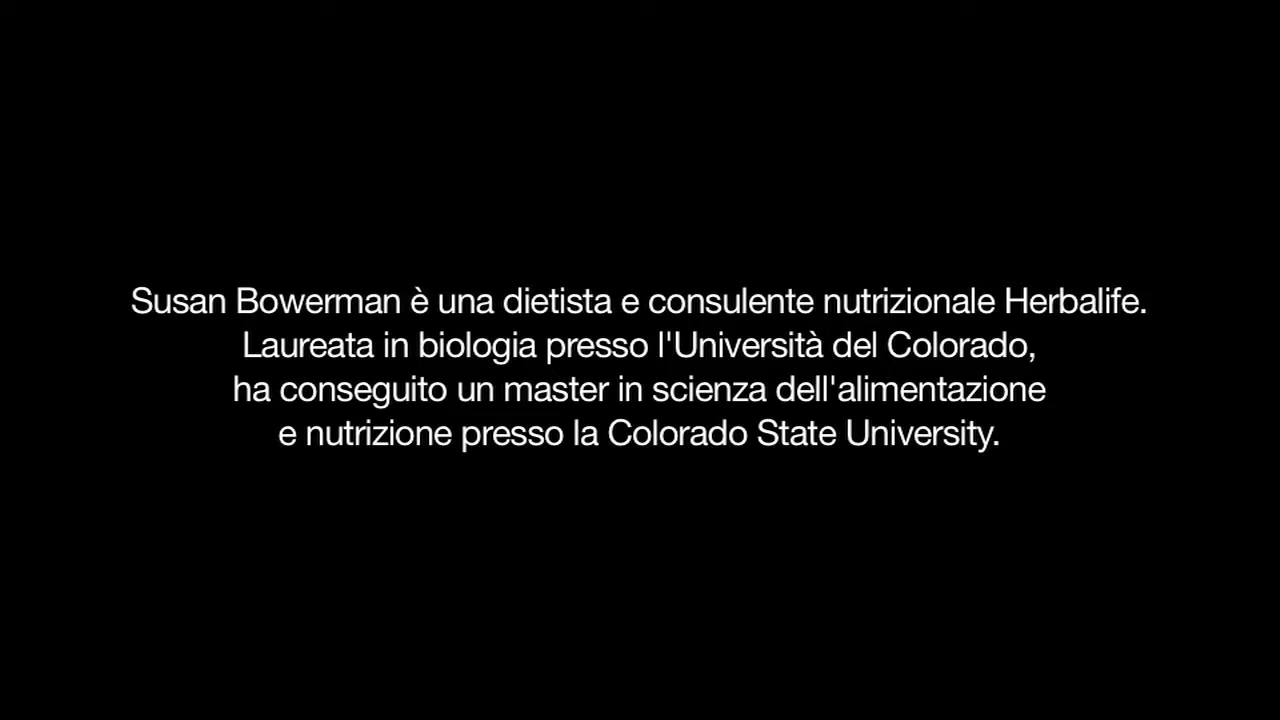 Susan Bowerman è una dietista e consulente nutrizionale Herbalife.
Laureata in biologia presso l'Università del Colorado,
ha conseguito un master in scienza dell'alimentazione
e nutrizione presso la Colorado State University.